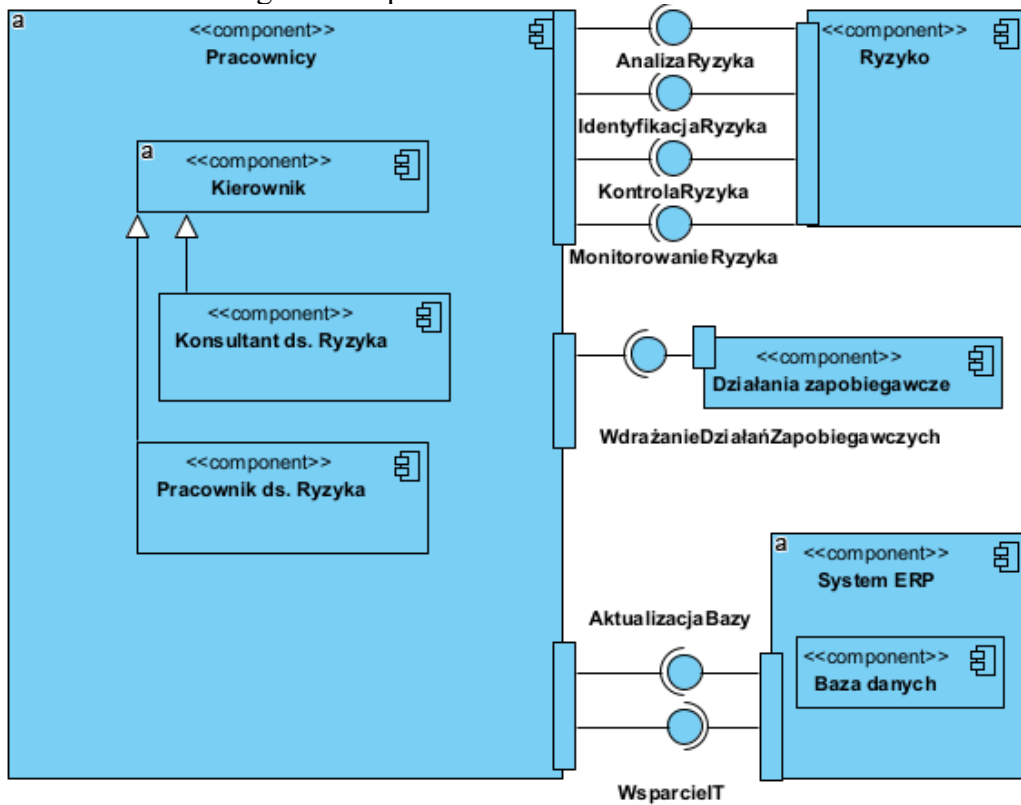 a
<<component>>
Pracownicy
a
<<component>>
Kierownik
<<component>>
Konsultant ds. Ryzyka
<<component>>
Pracownik ds. Ryzyka
AnalizaRyzyka
IdentyfikacjaRyzyka
KontrolaRyzyka
MonitorowanieRyzyka
<<component>>
Ryzyko
<<component>>
Działania zapobiegawcze
WdrażanieDziałańZapobiegawczych
a
<<component>>
System ERP
<<component>>
Baza danych
AktualizacjaBazy
WsparcieIT